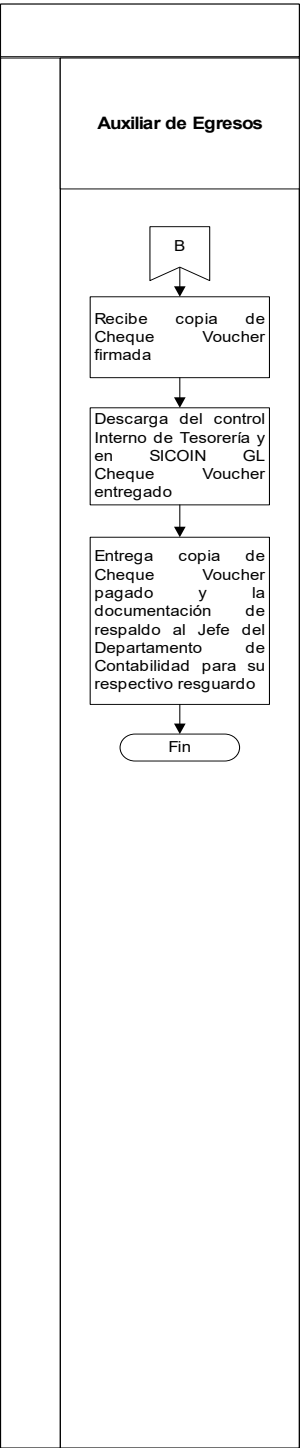 Auxiliar de Egresos
B
Recibe copia de
Cheque Voucher
firmada
Descarga del control
Interno de Tesorería y
en SICOIN GL
Cheque Voucher
entregado
Entrega copia de
Cheque Voucher
pagado y la
documentación de
respaldo al Jefe del
Departamento de
Contabilidad para su
respectivo resguardo
Fin